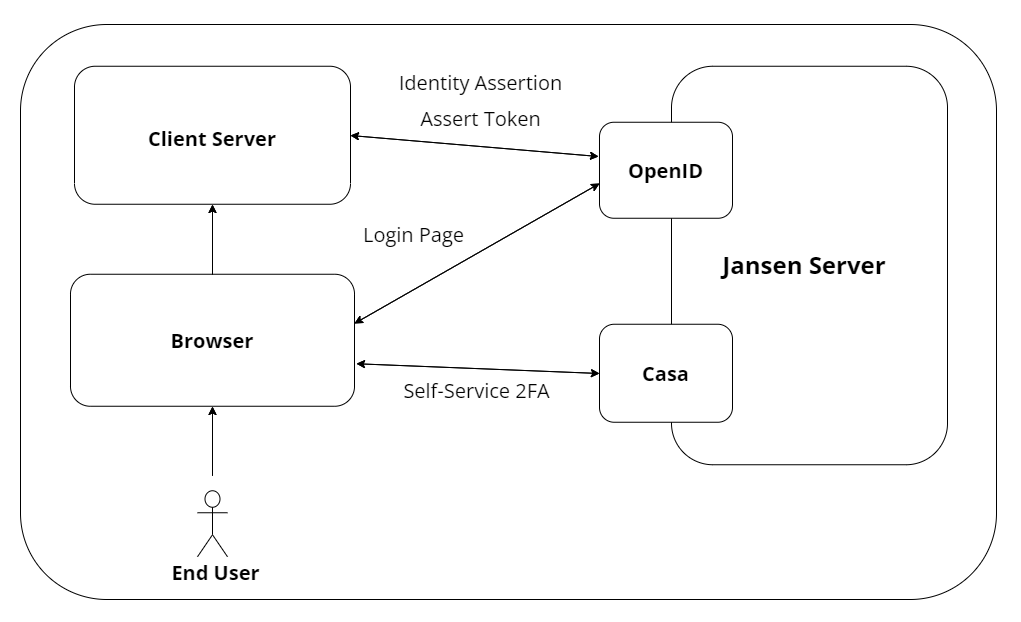 Identity Assertion
Assert Token
Client Server
OpenID
Login Page
Jansen Server
Browser
Casa
Self-Service 2FA
End User